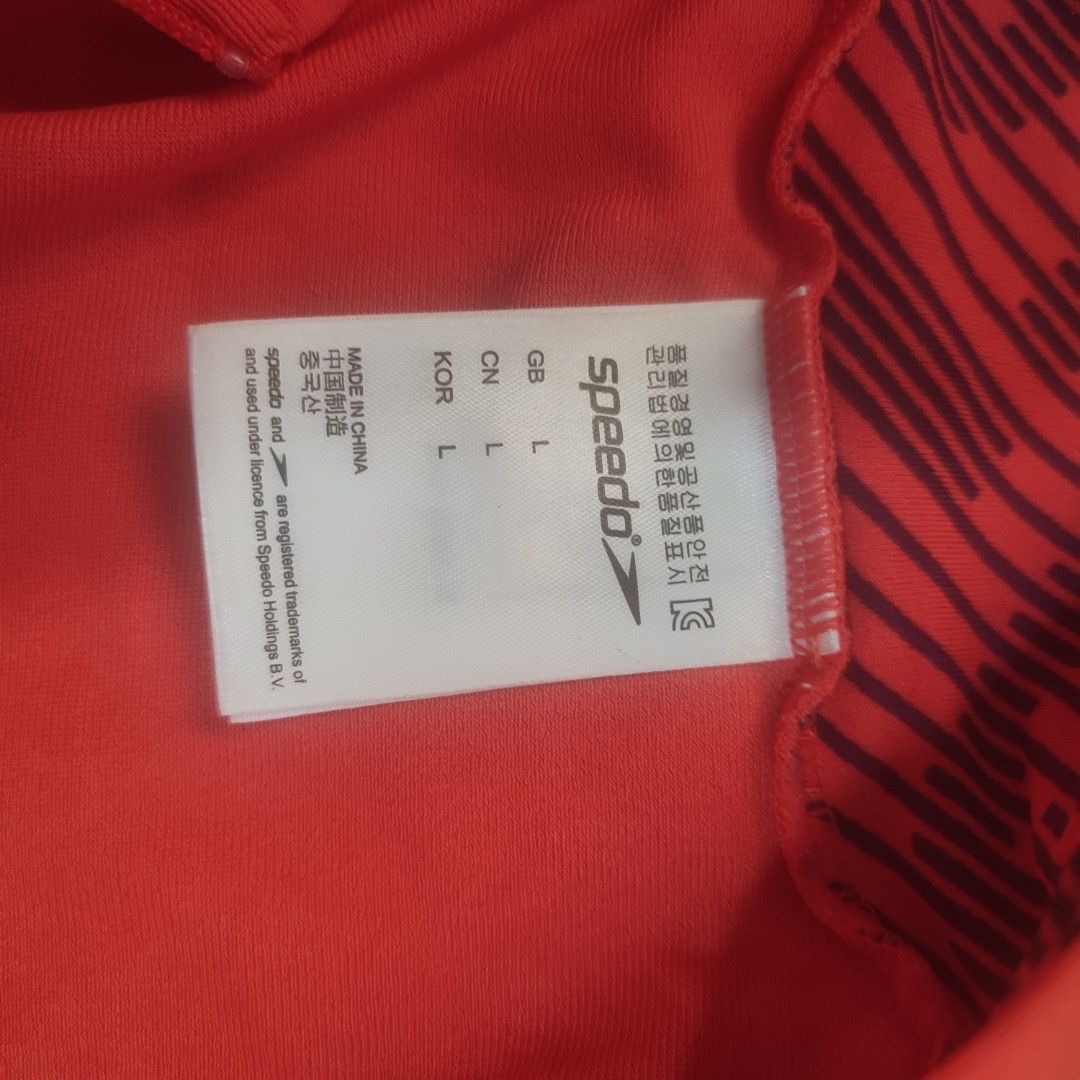 품질경영및공산품안전
관리법에의한품질표시
speedo®
GB L
CN L
KOR L
MADE IN CHINA
中国制造
중국산
speedo and are registered trademarks of
and used under licence from Speedo Holdings B.V.